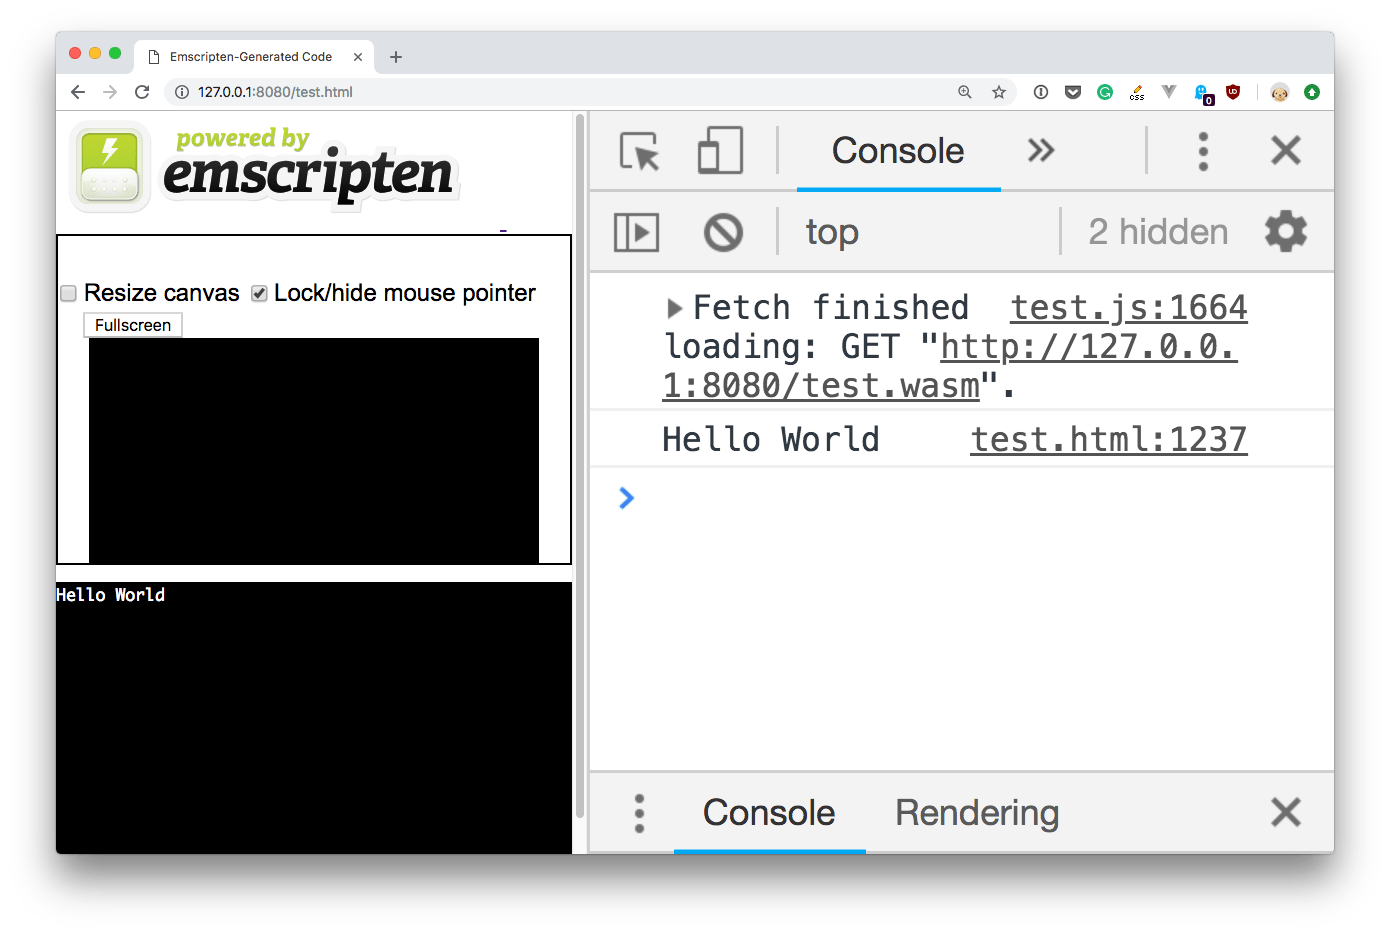 Emscripten-Generated Code
127.0.0.1:8080/test.html
css
0
powered by
emscripten
Resize canvas Lock/hide mouse pointer
Fullscreen
Hello World
Console
top 2 hidden
Fetch finished test.js:1664
loading: GET "http://127.0.0.
1:8080/test.wasm".
Hello World test.html:1237
Console Rendering